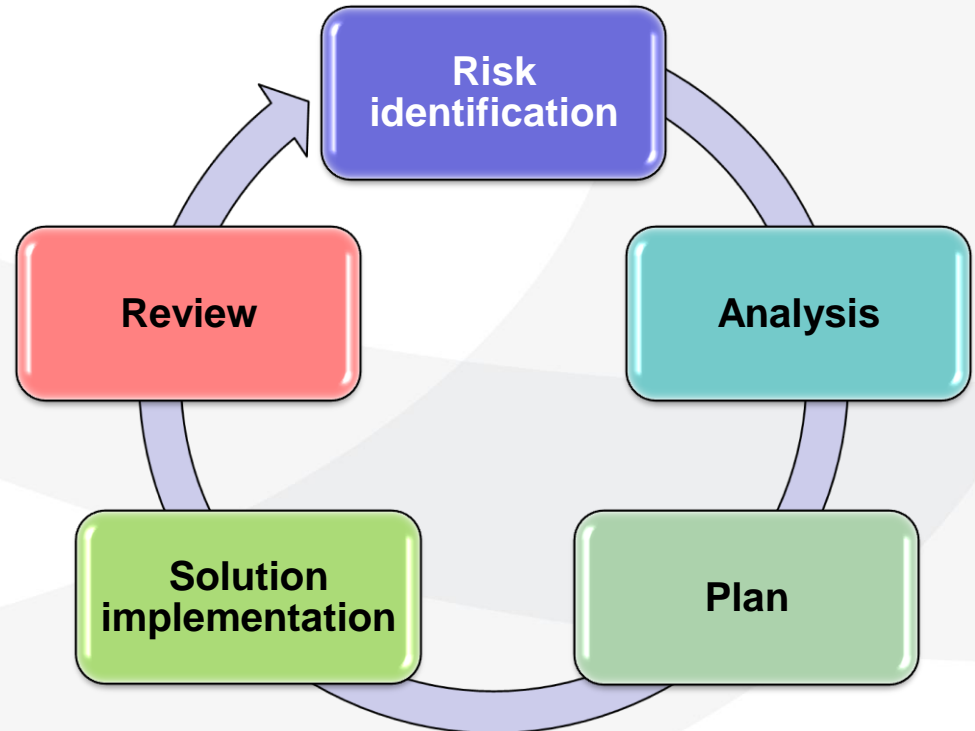 Risk
identification
Analysis
Plan
Solution
implementation
Review